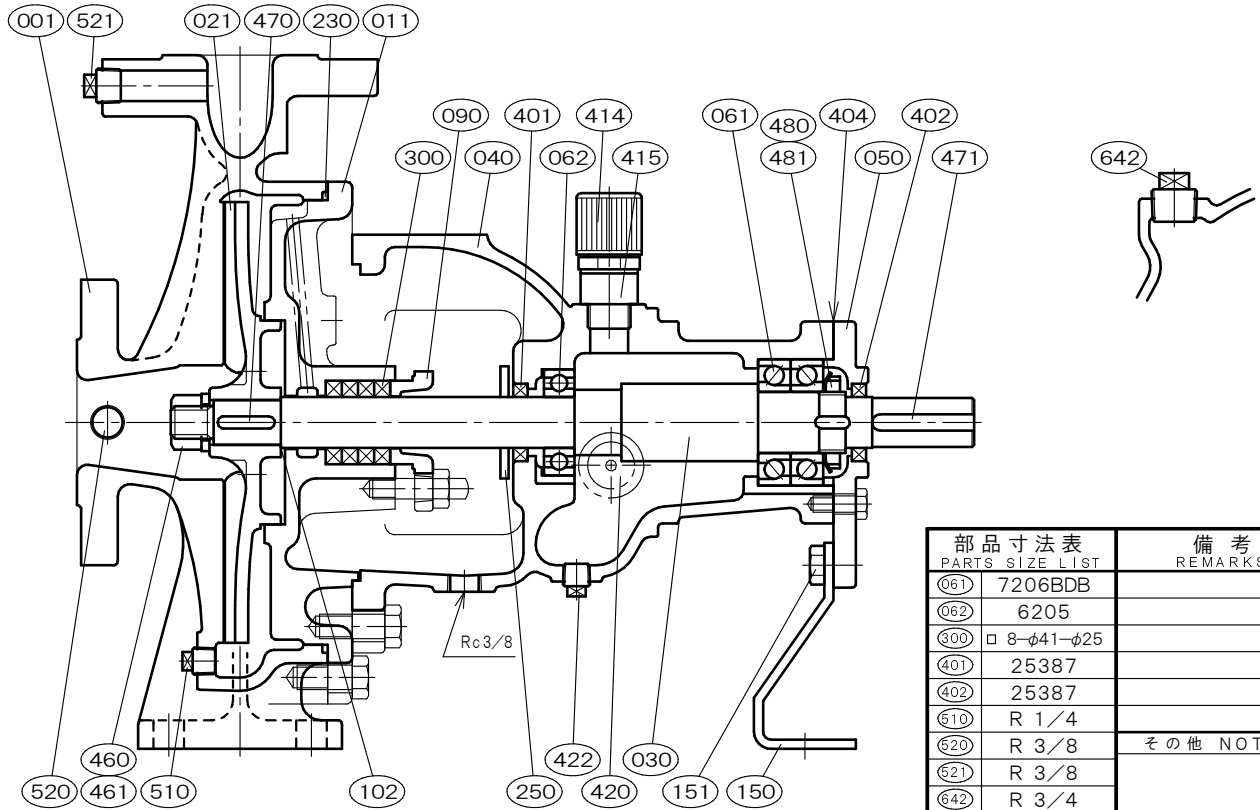 001 521 021 470 230 011
090 401 414 061 480 404 402
300 040 062 415 481 050 471 642
Rc3/8
460 422
520 461 510 102 250 420 030 151 150
部品寸法表 備考
PARTS SIZE LIST REMARKS
061 7206BDB
062 6205
300 □ 8-φ41-φ25
401 25387
402 25387
510 R 1/4
520 R 3/8 その他 NOT
521 R 3/8
642 R 3/4